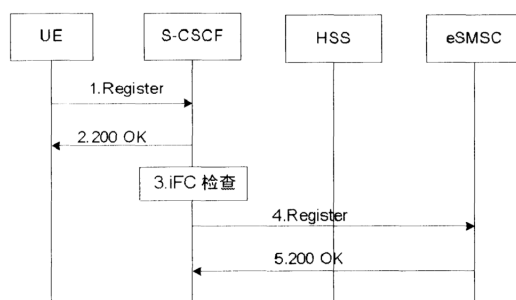 UE
S-CSCF
HSS
eSMSC
1.Register
2.200 OK
3.iFC 检查
4.Register
5.200 OK